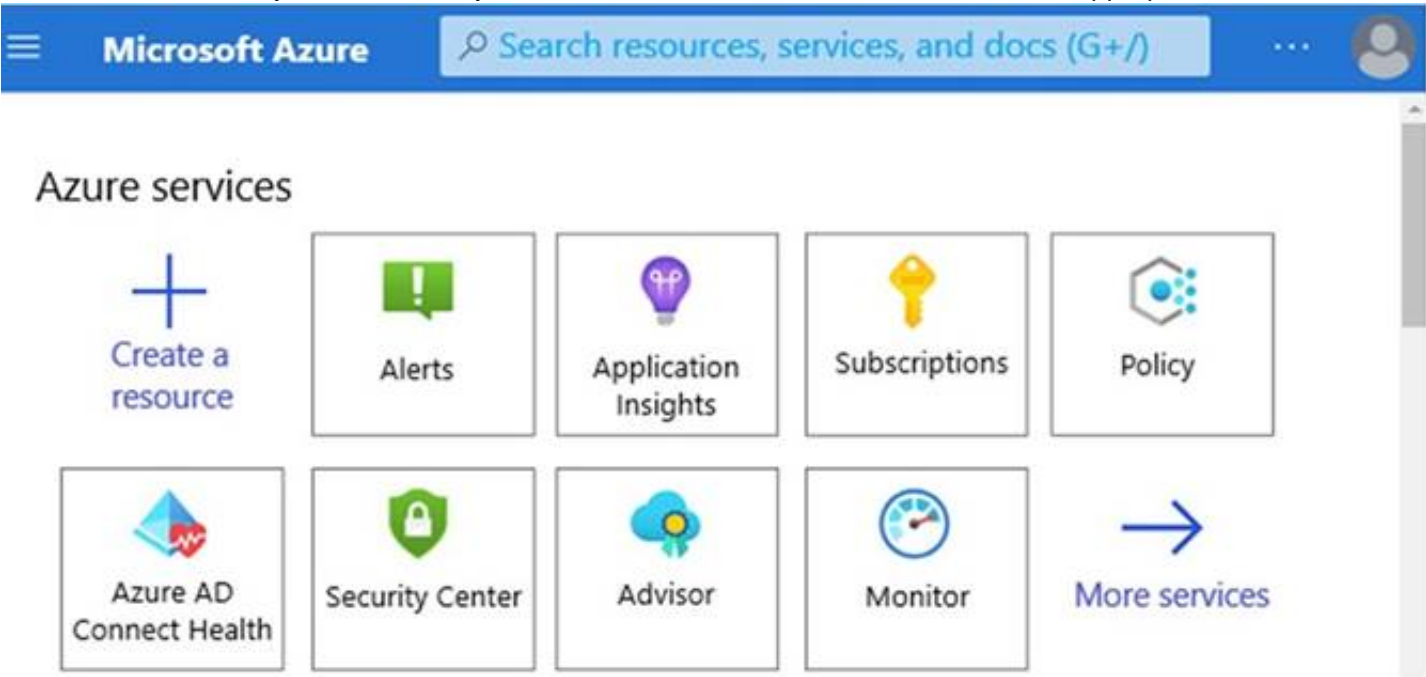 Microsoft Azure
Search resources, services, and docs (G+/)
...
Azure services
Create a
resource
Alerts
Application
Insights
Subscriptions
Policy
Azure AD
Connect Health
Security Center
Advisor
Monitor
More services